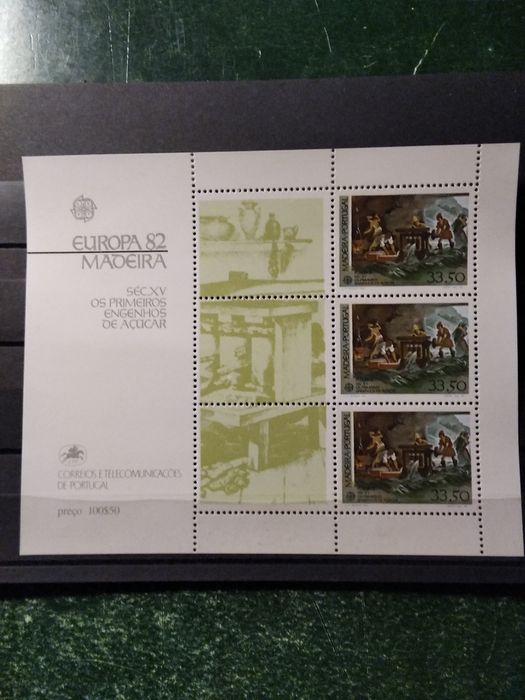 EUROPA 82
MADEIRA
SÉC.XV
OS PRIMEIROS
ENGENHOS
DE AÇUCAR
CORREIOS E TELECOMUNICAÇÕES
DE PORTUGAL
preço 100$50
MADEIRA-PORTUGAL
33.50
MADEIRA-PORTUGAL
33.50
MADEIRA-PORTUGAL
33.50